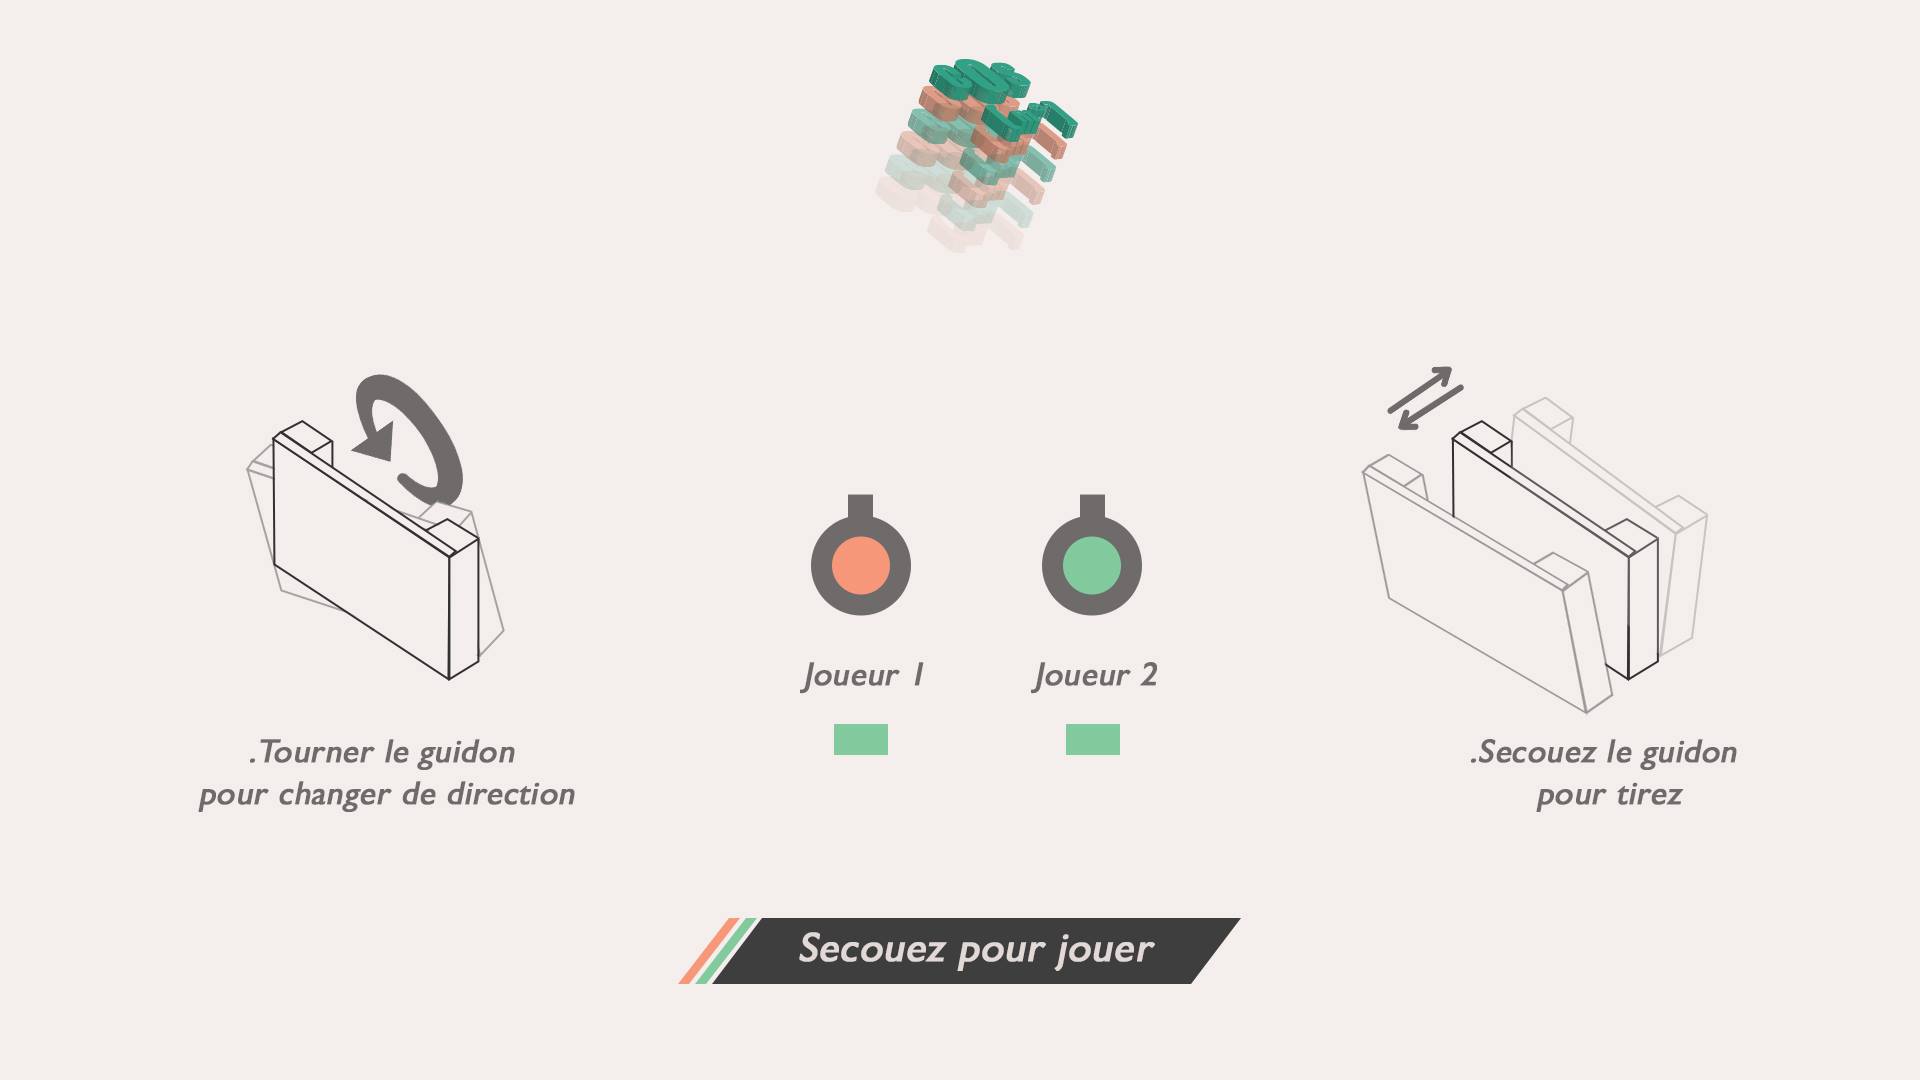 Joueur 1
Joueur 2
.Tourner le guidon
pour changer de direction
.Secouez le guidon
pour tirez
Secouez pour jouer